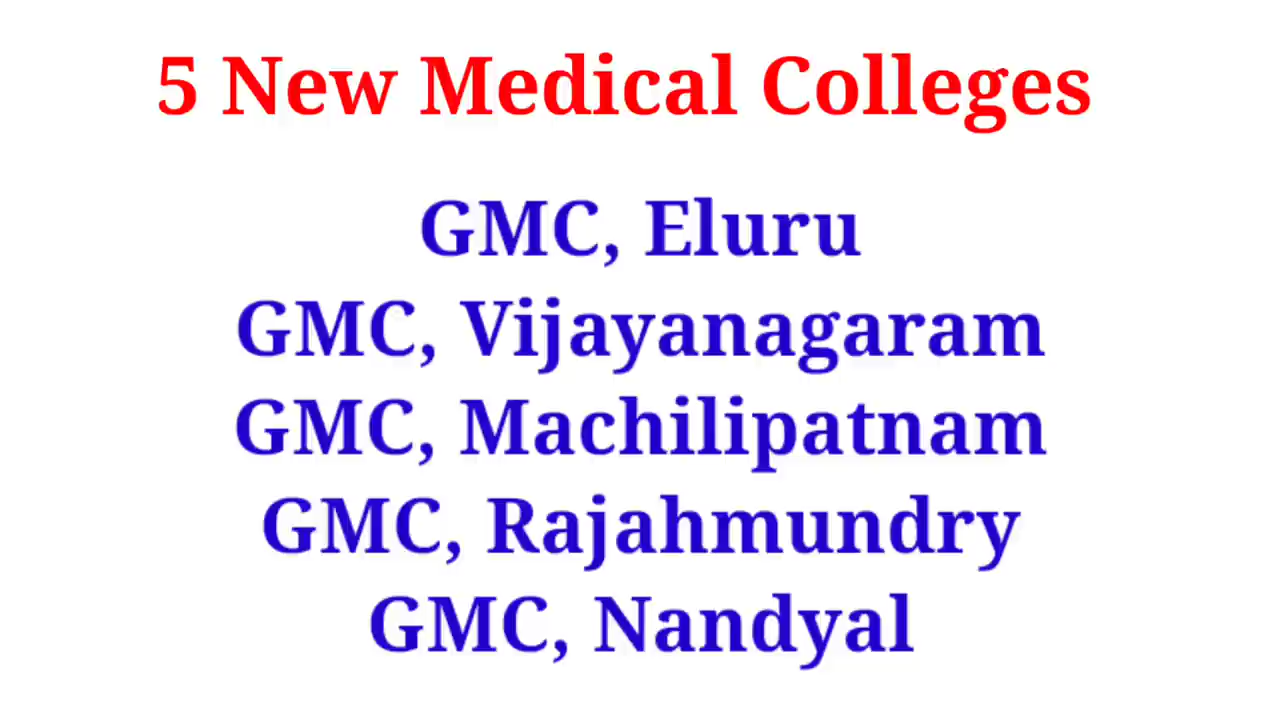 5 New Medical Colleges
GMC, Eluru
GMC, Vijayanagaram
GMC, Machilipatnam
GMC, Rajahmundry
GMC, Nandyal